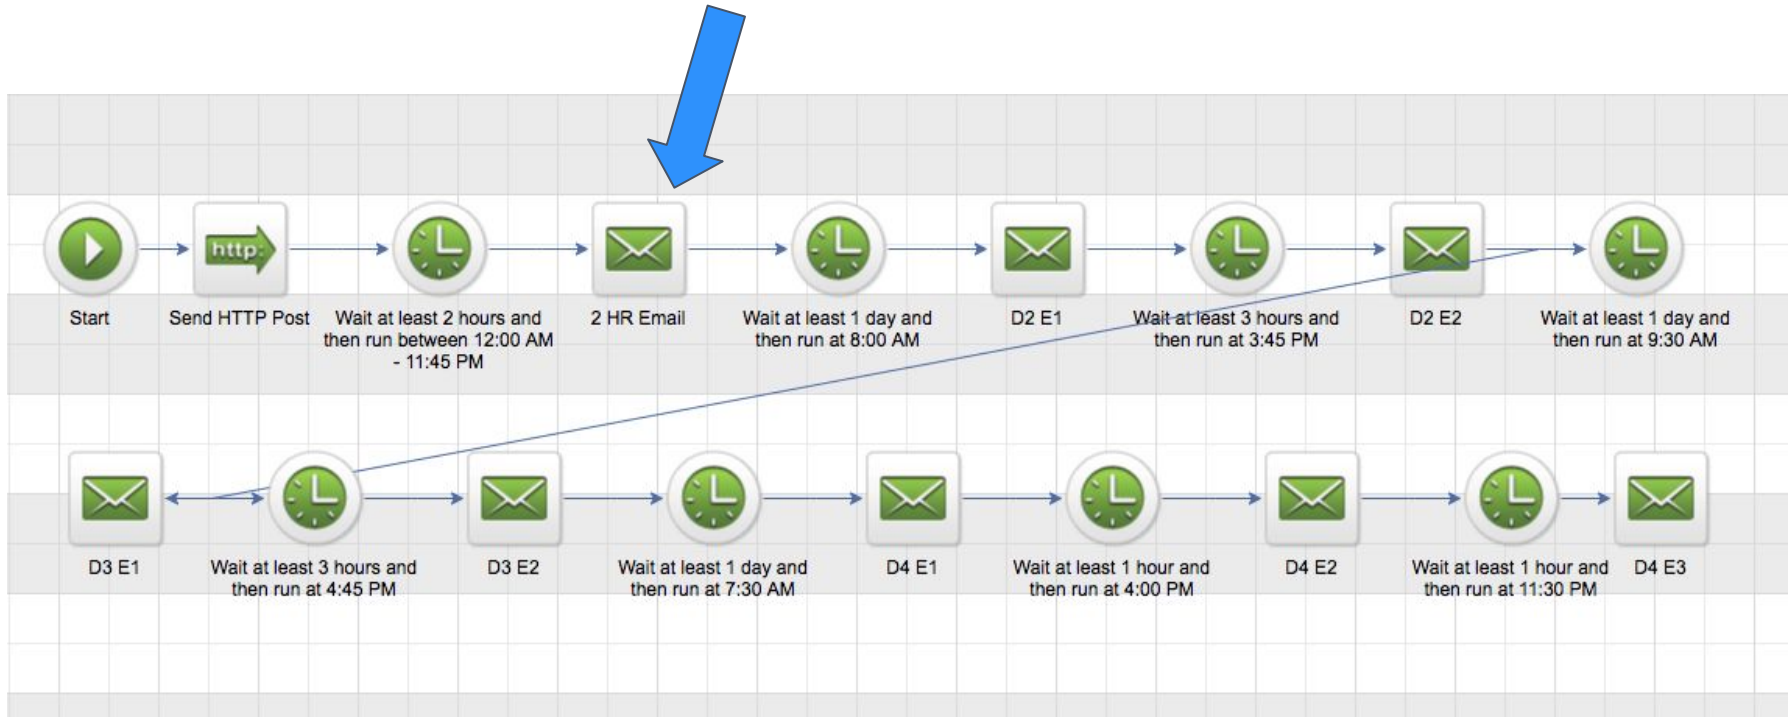 http:
Start
Send HTTP Post
Wait at least 2 hours and
then run between 12:00 AM
- 11:45 PM
2 HR Email
Wait at least 1 day and
then run at 8:00 AM
D2 E1
Wait at least 3 hours and
then run at 3:45 PM
D2 E2
Wait at least 1 day and
then run at 9:30 AM
D3 E1
Wait at least 3 hours and
then run at 4:45 PM
D3 E2
Wait at least 1 day and
then run at 7:30 AM
D4 E1
Wait at least 1 hour and
then run at 4:00 PM
D4 E2
Wait at least 1 hour and
then run at 11:30 PM
D4 E3